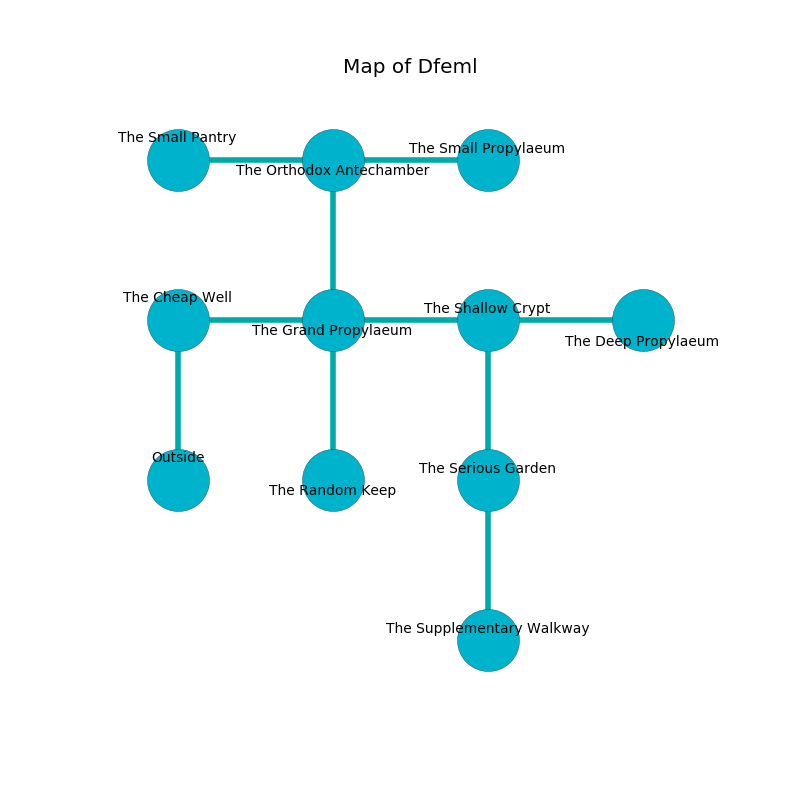 Map of Dfeml
The Small Pantry
The Small Propylaeum
The Orthodox Antechamber
The Cheap Well
The Shallow Crypt
The Grand Propylaeum
The Deep Propylaeum
Outside
The Serious Garden
The Random Keep
The Supplementary Walkway